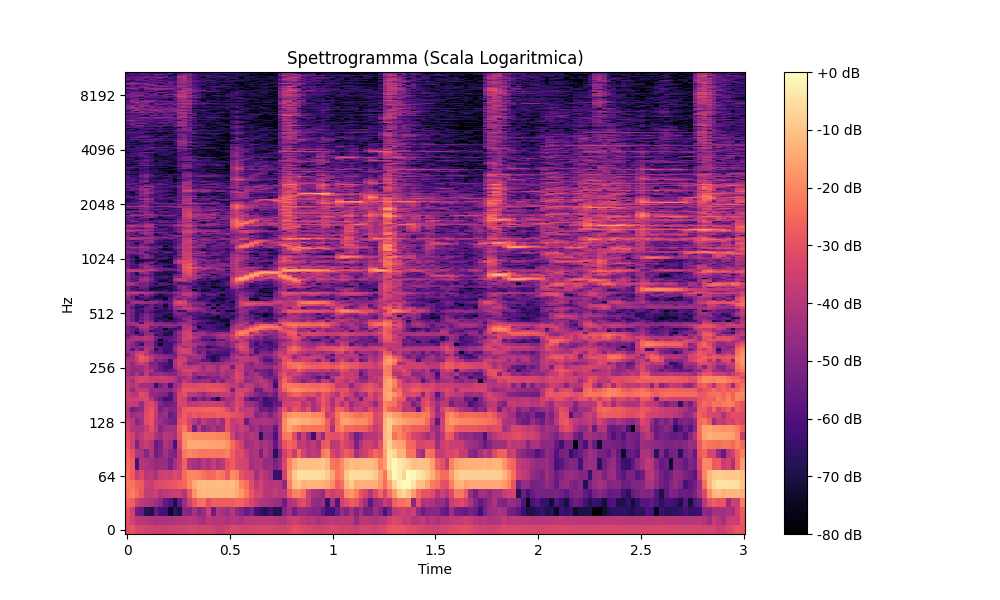 Spettrogramma (Scala Logaritmica)
Hz
8192
4096
2048
1024
512
256
128
64
0
0 0.5 1 1.5 2 2.5 3
Time
+0 dB
-10 dB
-20 dB
-30 dB
-40 dB
-50 dB
-60 dB
-70 dB
-80 dB